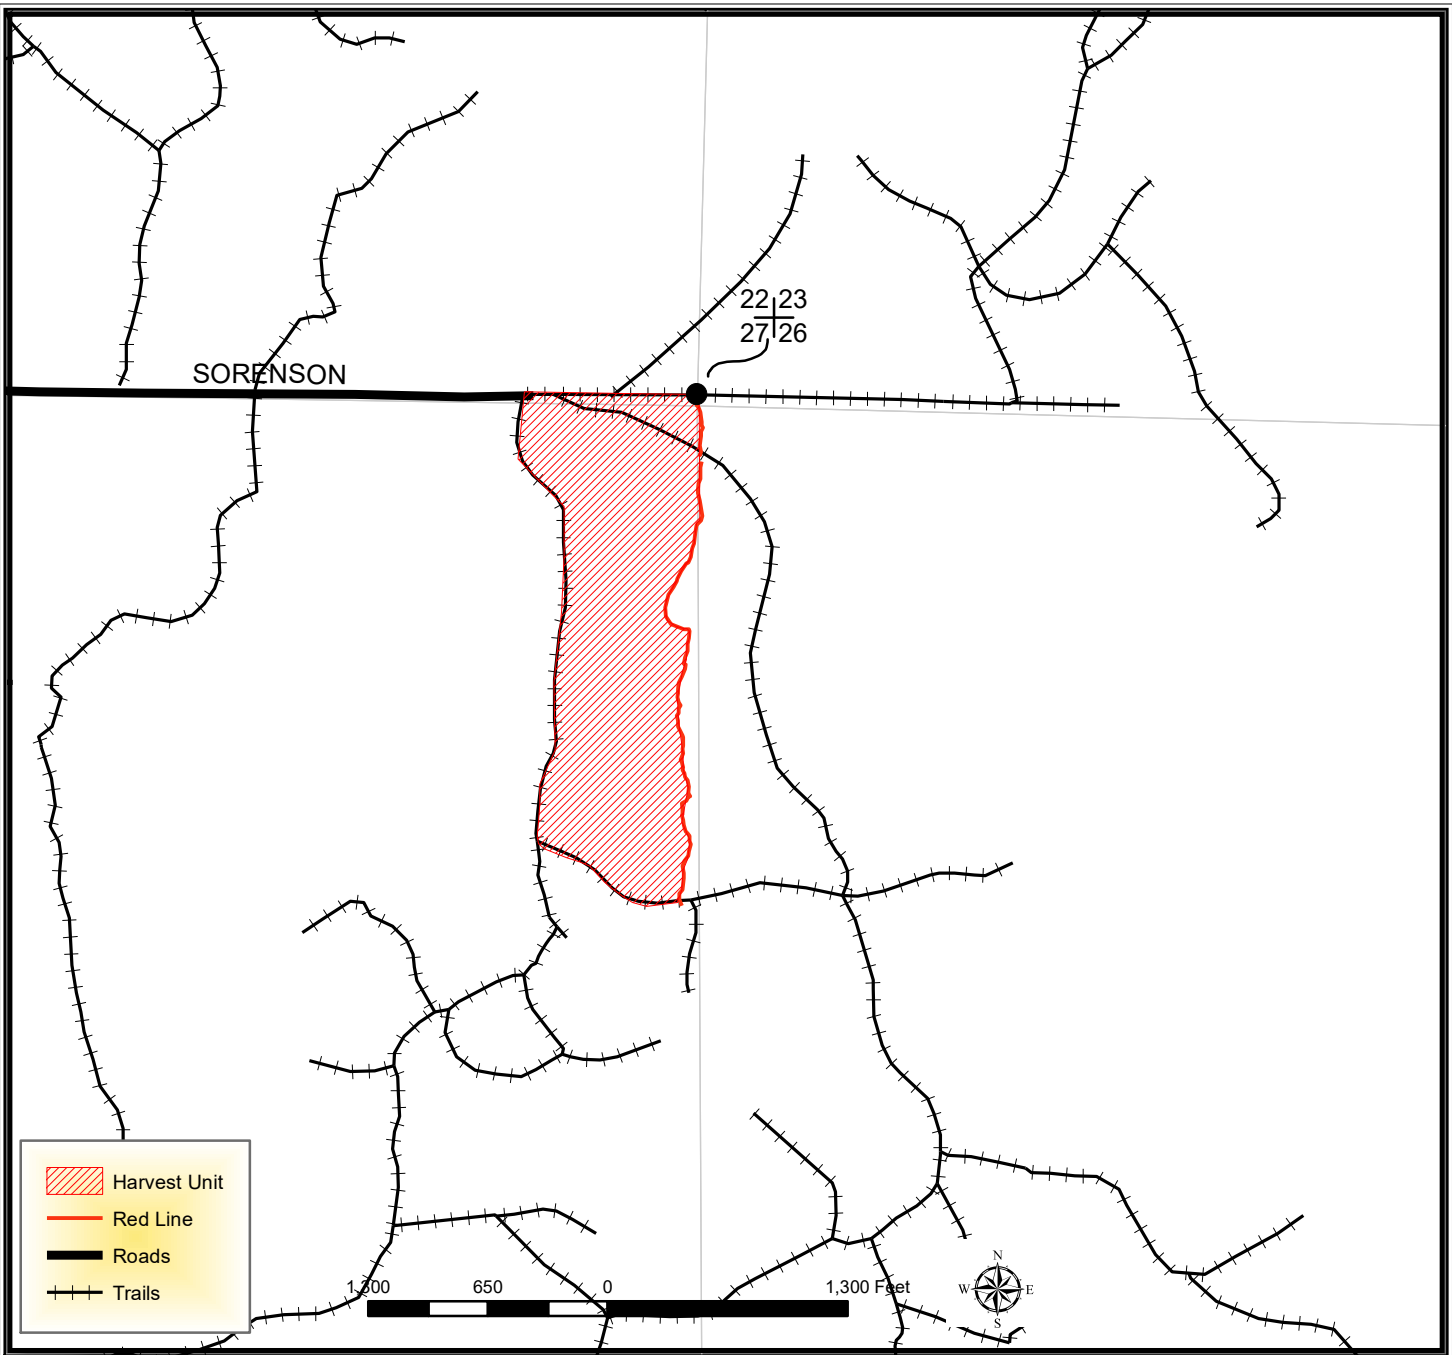 22 23
27 26
SORENSON
Harvest Unit
Red Line
Roads
Trails
1,300 650 0 1,300 Feet
N
W E
S